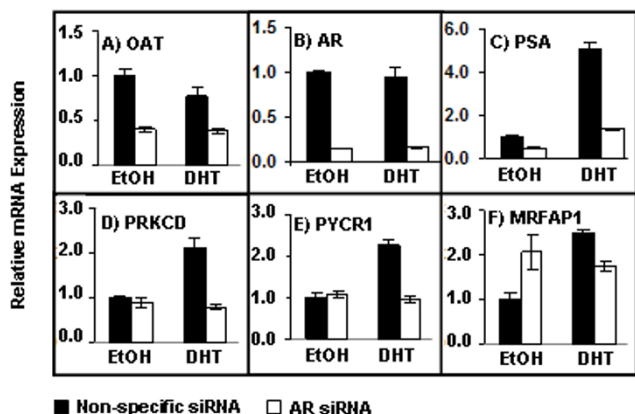 Relative mRNA Expression
A) OAT
1.5
1.0
0.5
0.0
EtOH DHT
B) AR
1.5
1.0
0.5
0.0
EtOH DHT
C) PSA
6.0
4.0
2.0
0.0
EtOH DHT
D) PRKCD
3.0
2.0
1.0
0.0
EtOH DHT
E) PYCR1
3.0
2.0
1.0
0.0
EtOH DHT
F) MRFAP1
3.0
2.0
1.0
0.0
EtOH DHT
Non-specific siRNA AR siRNA